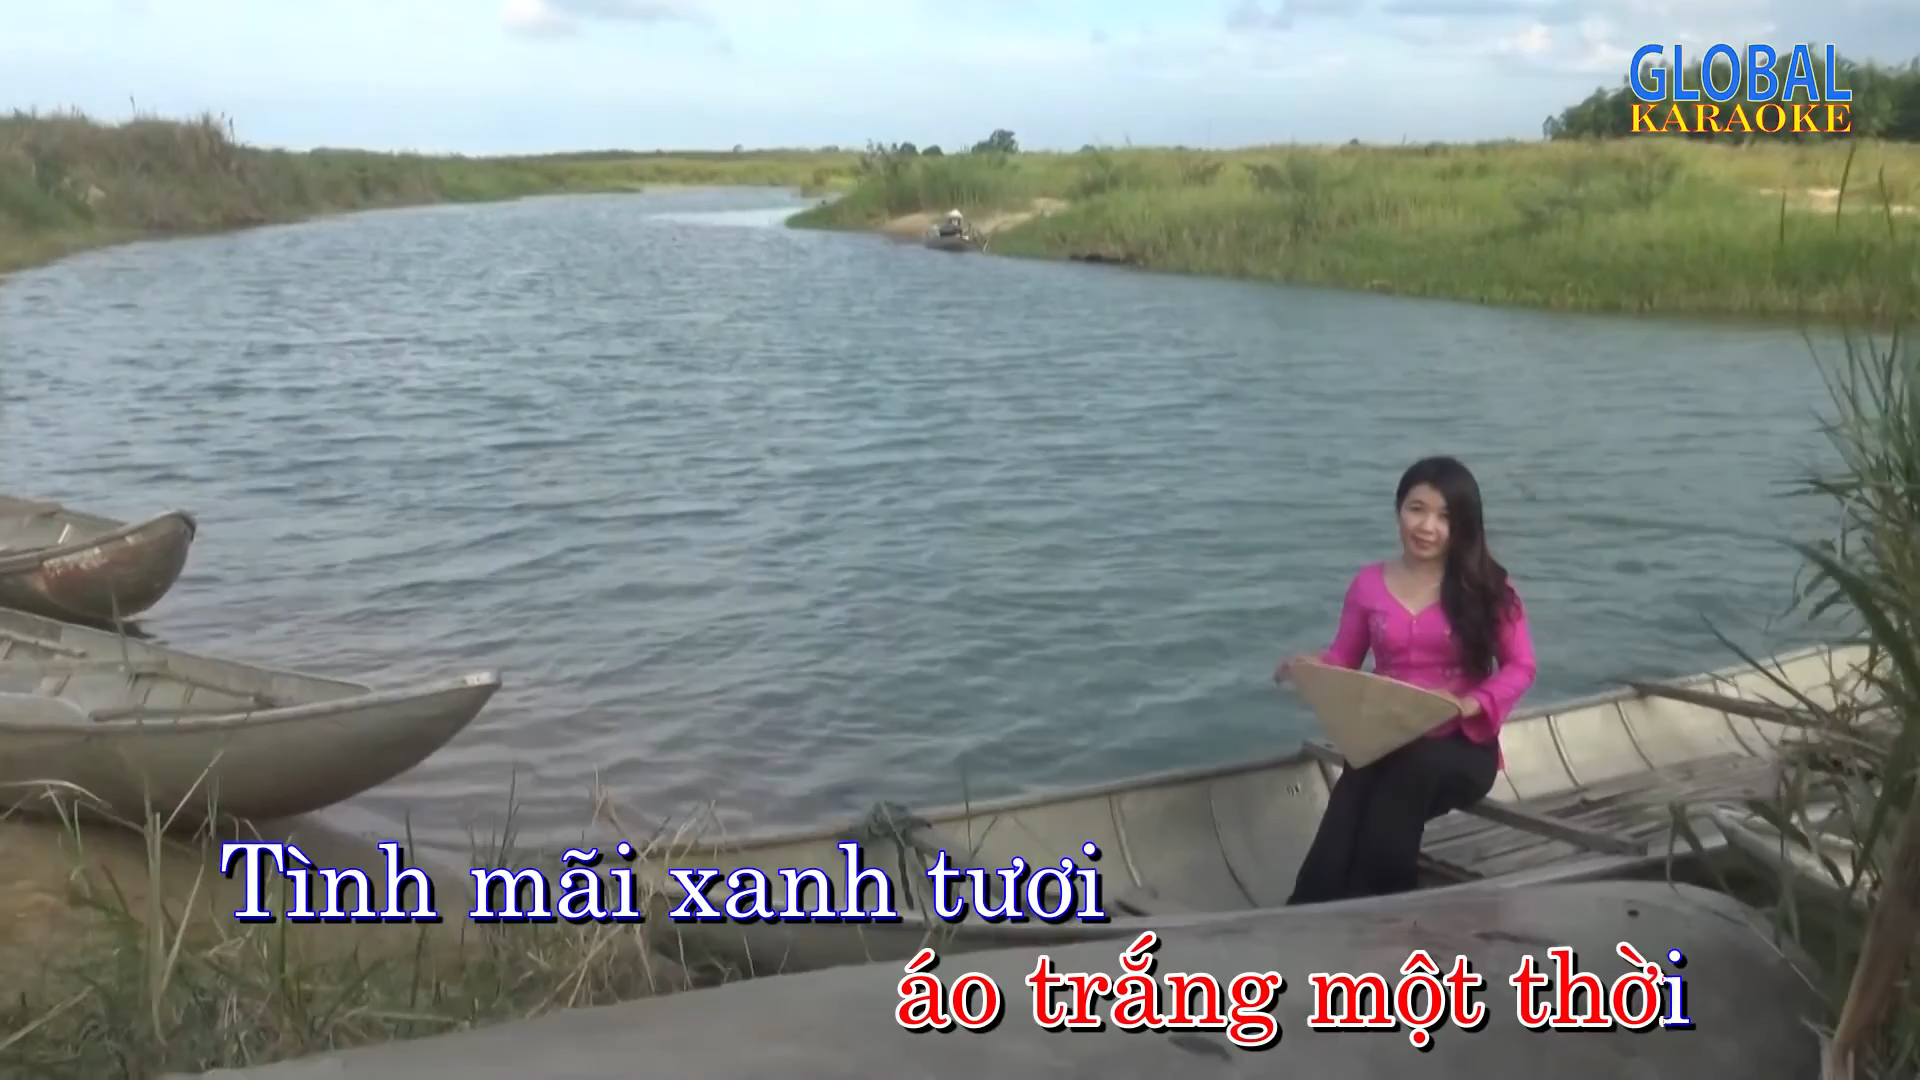 GLOBAL
KARAOKE
Tình mãi xanh tươi
áo trắng một thời